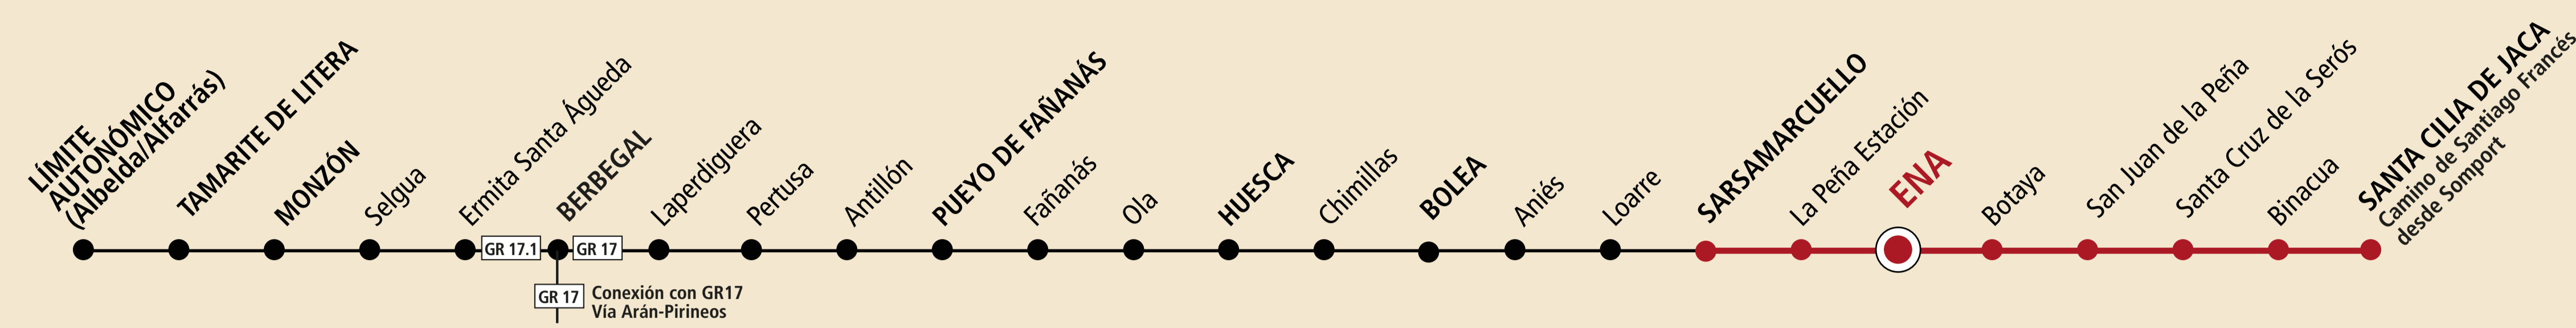 LÍMITE
AUTONÓMICO
(Albelda/Alfarrás)
TAMARITE DE LITERA
MONZÓN
Selgua
Ermita Santa Águeda
GR 17.1
BERBEGAL
GR 17
GR 17
Conexión con GR17
Vía Arán-Pirineos
Laperdiguera
Pertusa
Antillón
PUEYO DE FAÑANÁS
Fañanás
Ola
HUESCA
Chimillas
BOLEA
Aniés
Loarre
SARSAMARCUELLO
La Peña Estación
ENA
Botaya
San Juan de la Peña
Santa Cruz de la Serós
Binacua
SANTA CILIA DE JACA
Camino de Santiago Francés
desde Somport